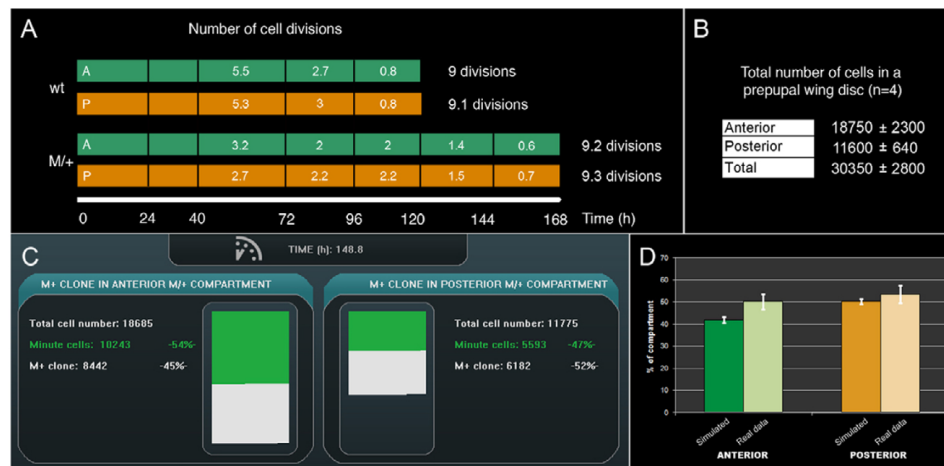 A
Number of cell divisions
wt
A 5.5 2.7 0.8 9 divisions
P 5.3 3 0.8 9.1 divisions
M/+
A 3.2 2 2 1.4 0.6 9.2 divisions
P 2.7 2.2 2.2 1.5 0.7 9.3 divisions
0 24 40 72 96 120 144 168 Time (h)
B
Total number of cells in a
prepupal wing disc (n=4)
Anterior 18750 ± 2300
Posterior 11600 ± 640
Total 30350 ± 2800
C
TIME (h): 148.8
M+ CLONE IN ANTERIOR M/+ COMPARTMENT
Total cell number: 18685
Minute cells: 10243 -54%-
M+ clone: 8442 -45%-
M+ CLONE IN POSTERIOR M/+ COMPARTMENT
Total cell number: 11775
Minute cells: 5593 -47%-
M+ clone: 6182 -52%-
D
% of compartment
70
60
50
40
30
20
10
0
Simulated Real data Simulated Real data
ANTERIOR POSTERIOR